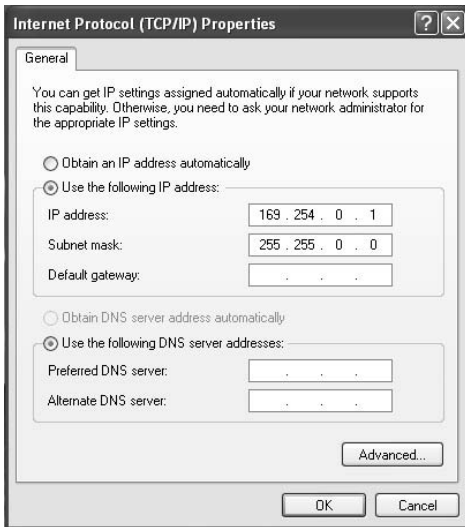 Internet Protocol (TCP/IP) Properties
General
You can get IP settings assigned automatically if your network supports
this capability. Otherwise, you need to ask your network administrator for
the appropriate IP settings.
Obtain an IP address automatically
Use the following IP address:
IP address: 169 . 254 . 0 . 1
Subnet mask: 255 . 255 . 0 . 0
Default gateway: . . .
Obtain DNS server address automatically
Use the following DNS server addresses:
Preferred DNS server: . . .
Alternate DNS server: . . .
Advanced...
OK Cancel